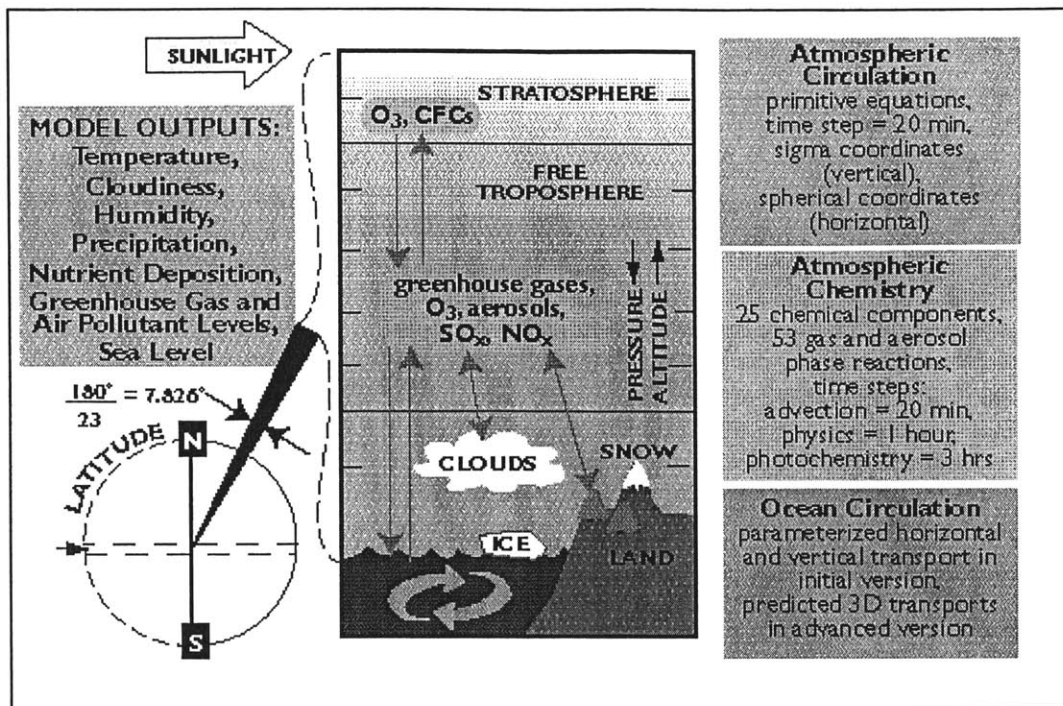 SUNLIGHT
MODEL OUTPUTS:
Temperature,
Cloudiness,
Humidity,
Precipitation,
Nutrient Deposition,
Greenhouse Gas and
Air Pollutant Levels,
Sea Level
180°
23
= 7.826°
LATITUDE
N
S
STRATOSPHERE
O3, CFCs
FREE
TROPOSPHERE
greenhouse gases,
O3, aerosols,
SOx, NOx
PRESSURE
ALTITUDE
CLOUDS
SNOW
ICE
LAND
Atmospheric
Circulation
primitive equations,
time step = 20 min,
sigma coordinates
(vertical),
spherical coordinates
(horizontal)
Atmospheric
Chemistry
25 chemical components,
53 gas and aerosol
phase reactions,
time steps:
advection = 20 min,
physics = 1 hour,
photochemistry = 3 hrs
Ocean Circulation
parameterized horizontal
and vertical transport in
initial version,
predicted 3D transports
in advanced version